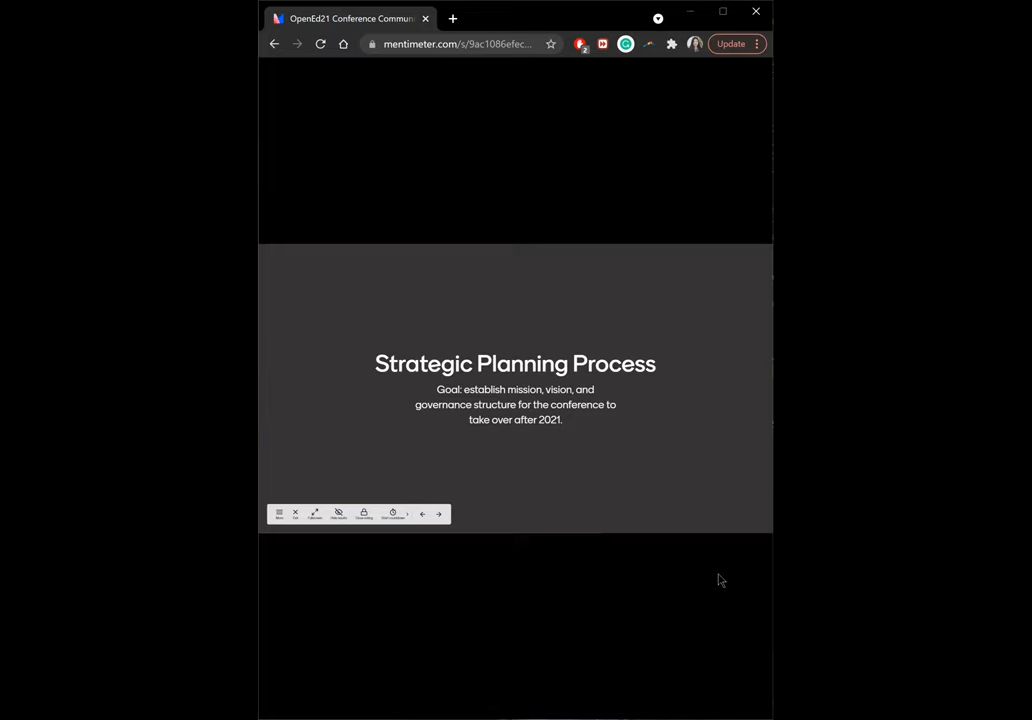 OpenEd21 Conference Commun
mentimeter.com/s/9ac1086efec...
2
Update
Strategic Planning Process
Goal: establish mission, vision, and
governance structure for the conference to
take over after 2021.